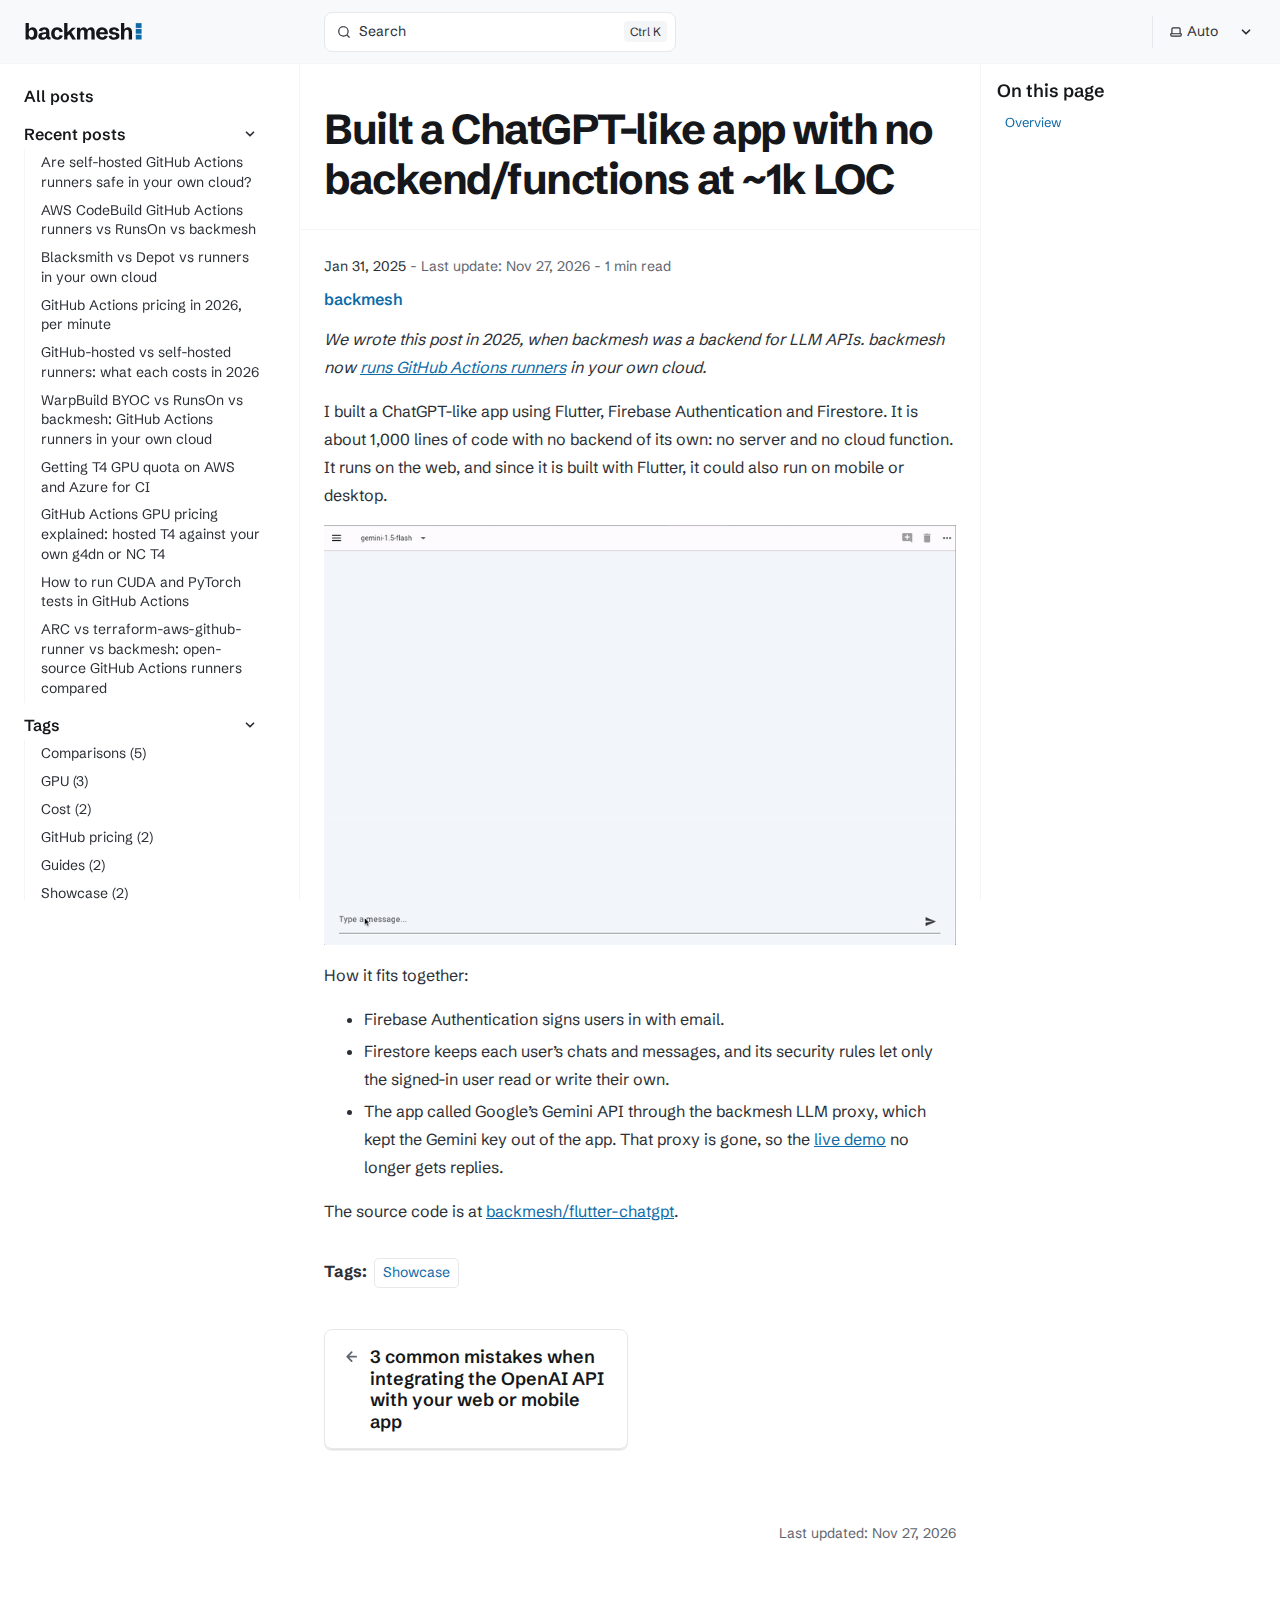 backmesh
Search
Ctrl K
Auto
All posts
Recent posts
Are self-hosted GitHub Actions
runners safe in your own cloud?
AWS CodeBuild GitHub Actions
runners vs RunsOn vs backmesh
Blacksmith vs Depot vs runners
in your own cloud
GitHub Actions pricing in 2026,
per minute
GitHub-hosted vs self-hosted
runners: what each costs in 2026
WarpBuild BYOC vs RunsOn vs
backmesh: GitHub Actions
runners in your own cloud
Getting T4 GPU quota on AWS
and Azure for CI
GitHub Actions GPU pricing
explained: hosted T4 against your
own g4dn or NC T4
How to run CUDA and PyTorch
tests in GitHub Actions
ARC vs terraform-aws-github-
runner vs backmesh: open-
source GitHub Actions runners
compared
Tags
Comparisons (5)
GPU (3)
Cost (2)
GitHub pricing (2)
Guides (2)
Showcase (2)
Built a ChatGPT-like app with no
backend/functions at ~1k LOC
Jan 31, 2025 - Last update: Nov 27, 2026 - 1 min read
backmesh
We wrote this post in 2025, when backmesh was a backend for LLM APIs. backmesh
now runs GitHub Actions runners in your own cloud.
I built a ChatGPT-like app using Flutter, Firebase Authentication and Firestore. It is
about 1,000 lines of code with no backend of its own: no server and no cloud function.
It runs on the web, and since it is built with Flutter, it could also run on mobile or
desktop.
gemini-1.5-flash
Type a message...
How it fits together:
• Firebase Authentication signs users in with email.
• Firestore keeps each user’s chats and messages, and its security rules let only
the signed-in user read or write their own.
• The app called Google’s Gemini API through the backmesh LLM proxy, which
kept the Gemini key out of the app. That proxy is gone, so the live demo no
longer gets replies.
The source code is at backmesh/flutter-chatgpt.
Tags: Showcase
3 common mistakes when
integrating the OpenAI API
with your web or mobile
app
Last updated: Nov 27, 2026
On this page
Overview